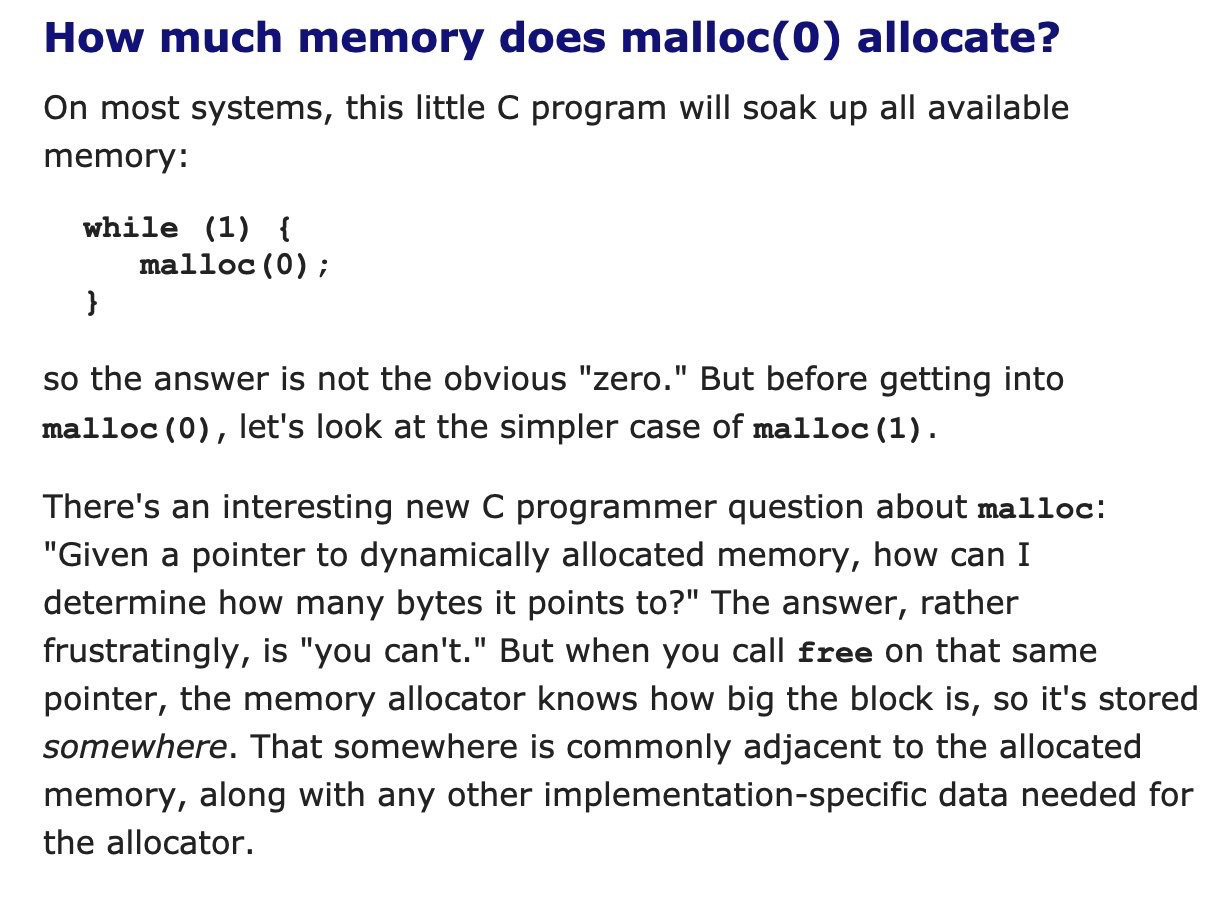 How much memory does malloc(0) allocate?
On most systems, this little C program will soak up all available
memory:
while (1) {
malloc(0);
}
so the answer is not the obvious "zero." But before getting into
malloc(0), let's look at the simpler case of malloc(1).
There's an interesting new C programmer question about malloc:
"Given a pointer to dynamically allocated memory, how can I
determine how many bytes it points to?" The answer, rather
frustratingly, is "you can't." But when you call free on that same
pointer, the memory allocator knows how big the block is, so it's stored
somewhere. That somewhere is commonly adjacent to the allocated
memory, along with any other implementation-specific data needed for
the allocator.